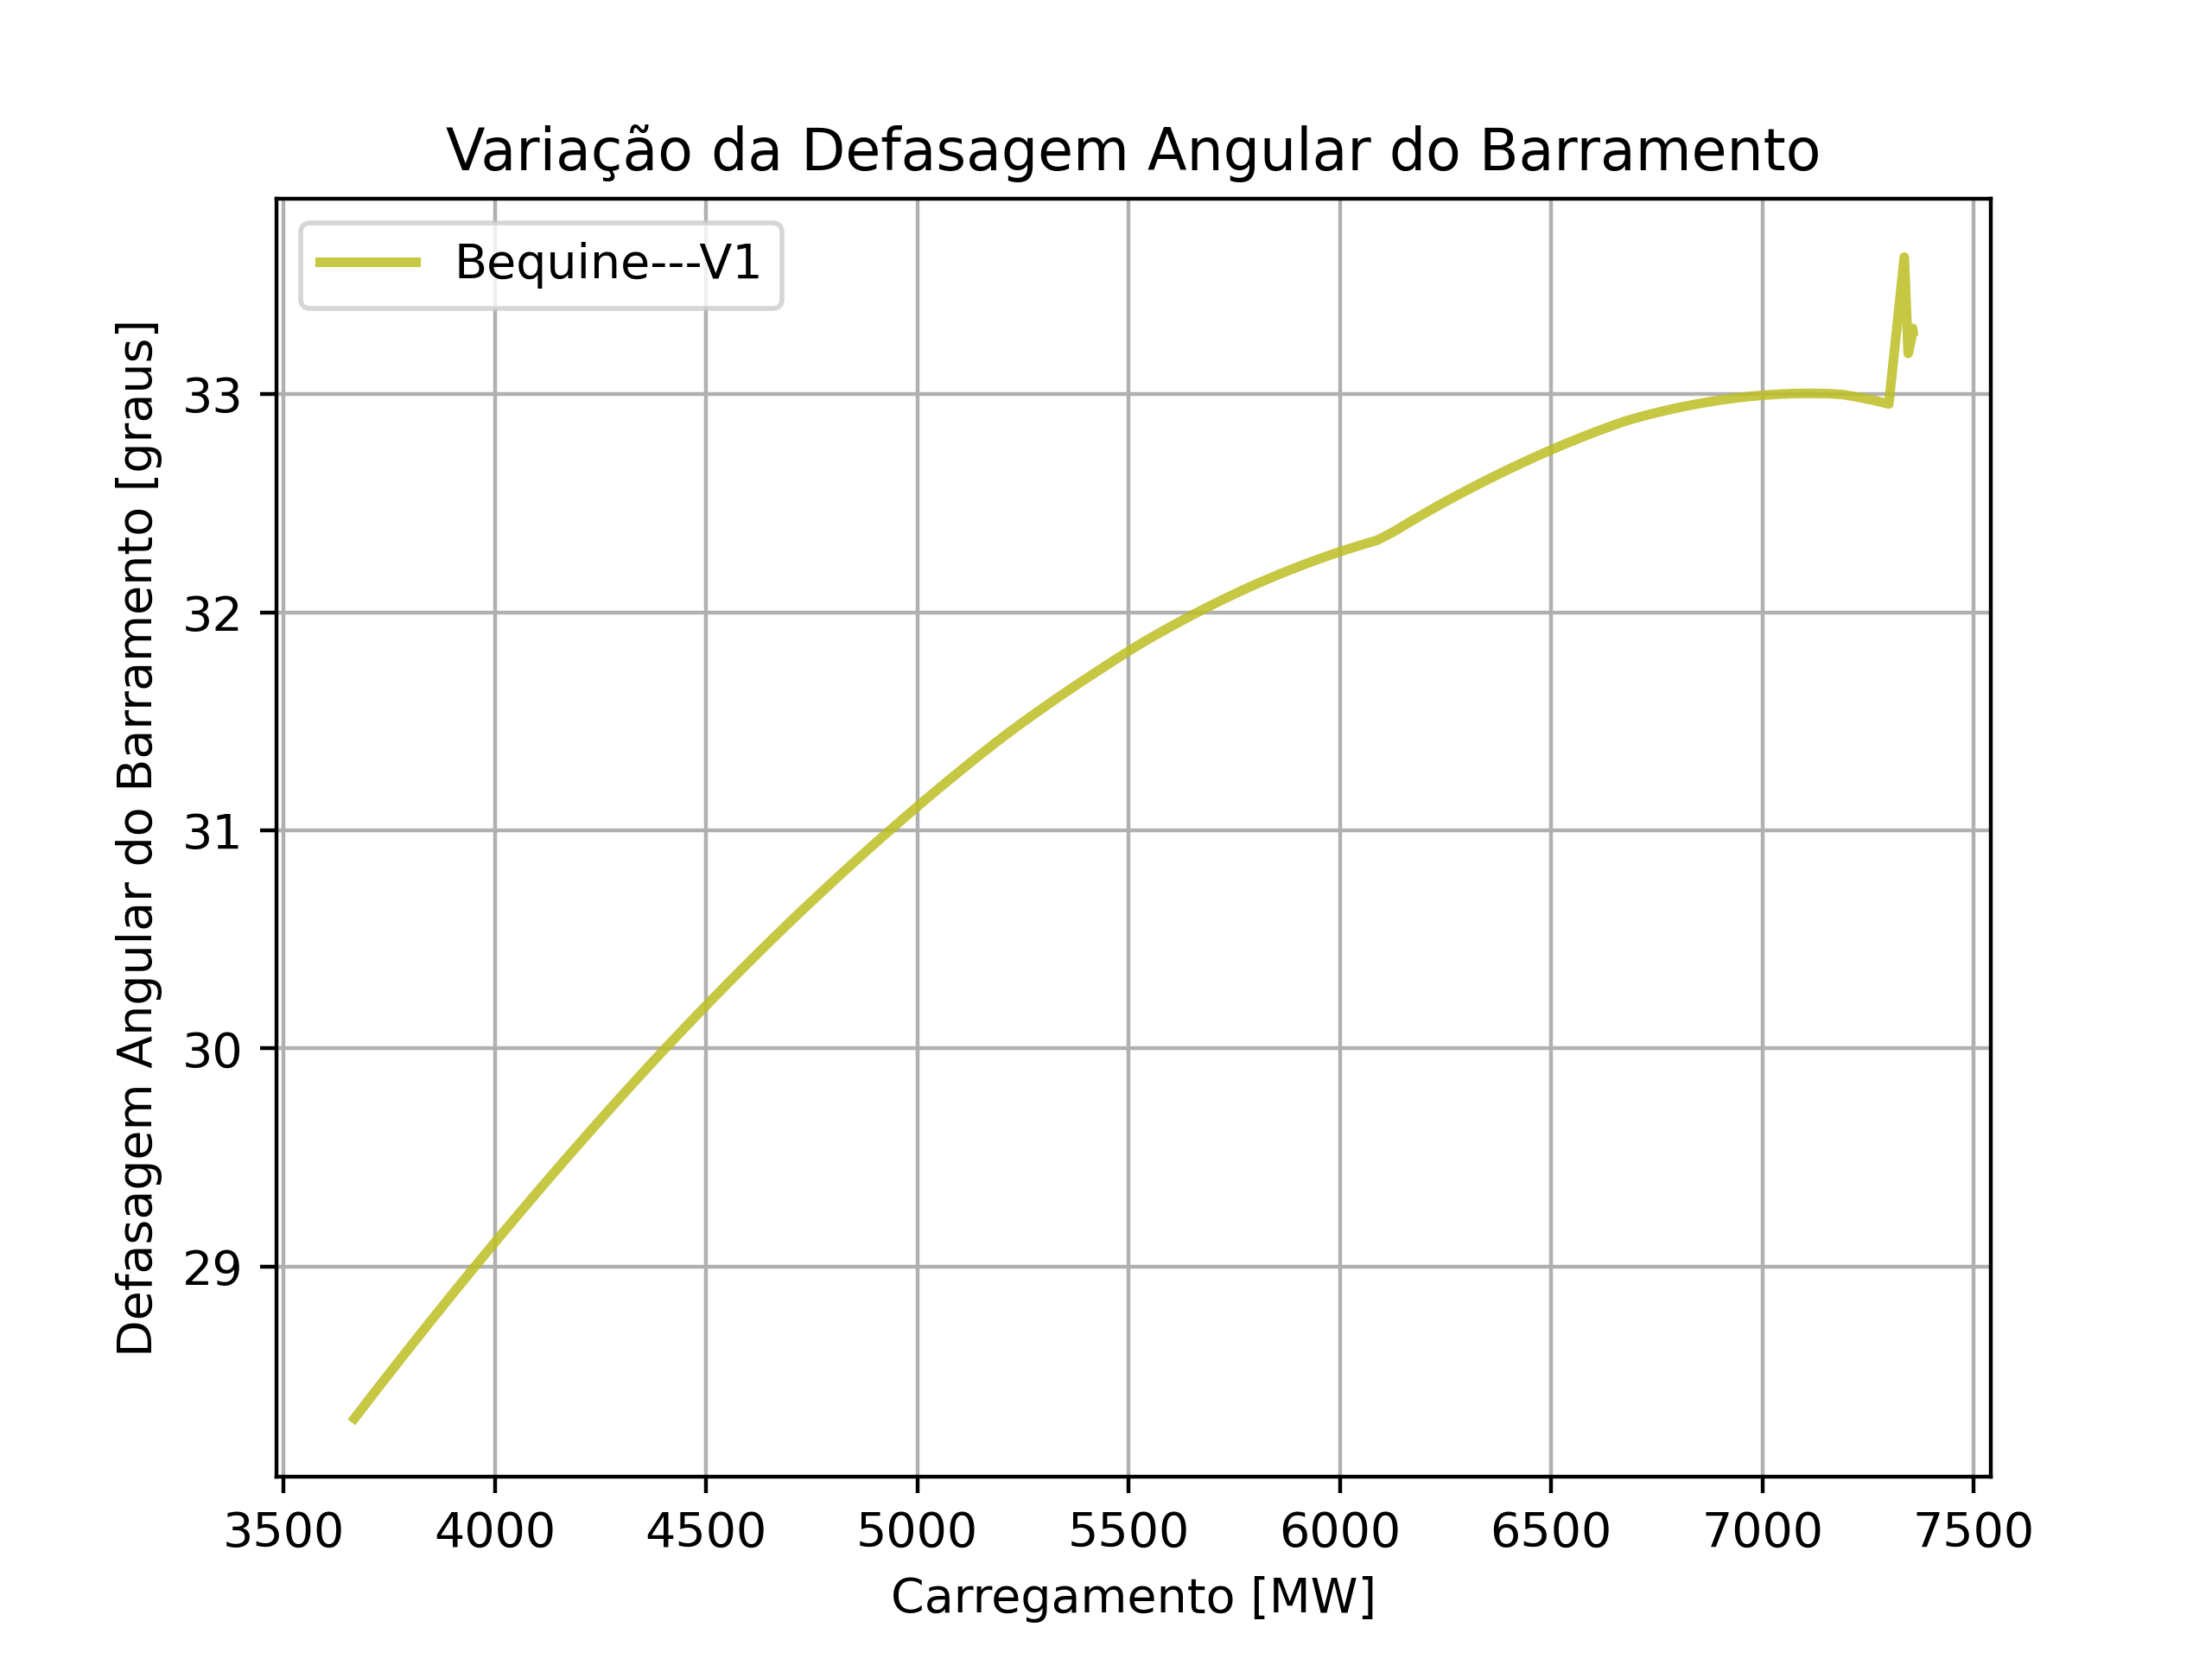 Variação da Defasagem Angular do Barramento
Bequine---V1
Defasagem Angular do Barramento [graus]
33
32
31
30
29
3500 4000 4500 5000 5500 6000 6500 7000 7500
Carregamento [MW]